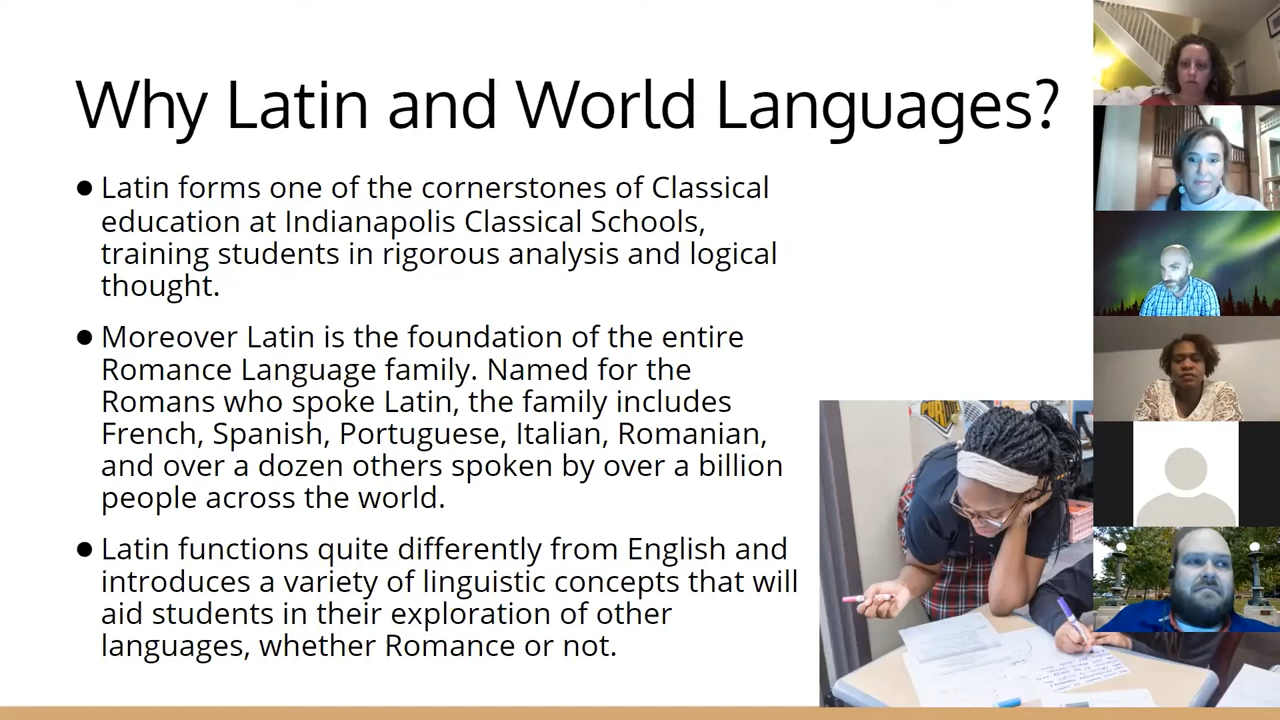 Why Latin and World Languages?
● Latin forms one of the cornerstones of Classical
education at Indianapolis Classical Schools,
training students in rigorous analysis and logical
thought.
● Moreover Latin is the foundation of the entire
Romance Language family. Named for the
Romans who spoke Latin, the family includes
French, Spanish, Portuguese, Italian, Romanian,
and over a dozen others spoken by over a billion
people across the world.
● Latin functions quite differently from English and
introduces a variety of linguistic concepts that will
aid students in their exploration of other
languages, whether Romance or not.
PURDUE